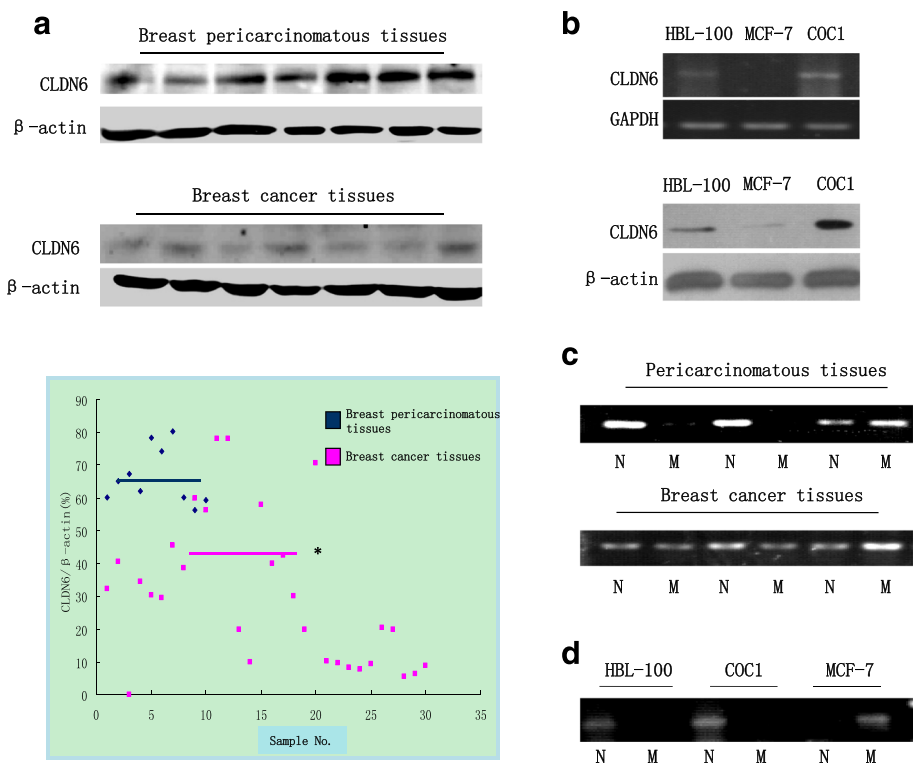 a
Breast pericarcinomatous tissues
CLDN6
β-actin
Breast cancer tissues
CLDN6
β-actin
90
80
70
60
50
40
30
20
10
0
CLDN6/β-actin(%)
0 5 10 15 20 25 30 35
Sample No.
Breast pericarcinomatous
tissues
Breast cancer tissues
*
b
HBL-100 MCF-7 COC1
CLDN6
GAPDH
HBL-100 MCF-7 COC1
CLDN6
β-actin
c
Pericarcinomatous tissues
N M N M N M
Breast cancer tissues
N M N M N M
d
HBL-100 COC1 MCF-7
N M N M N M